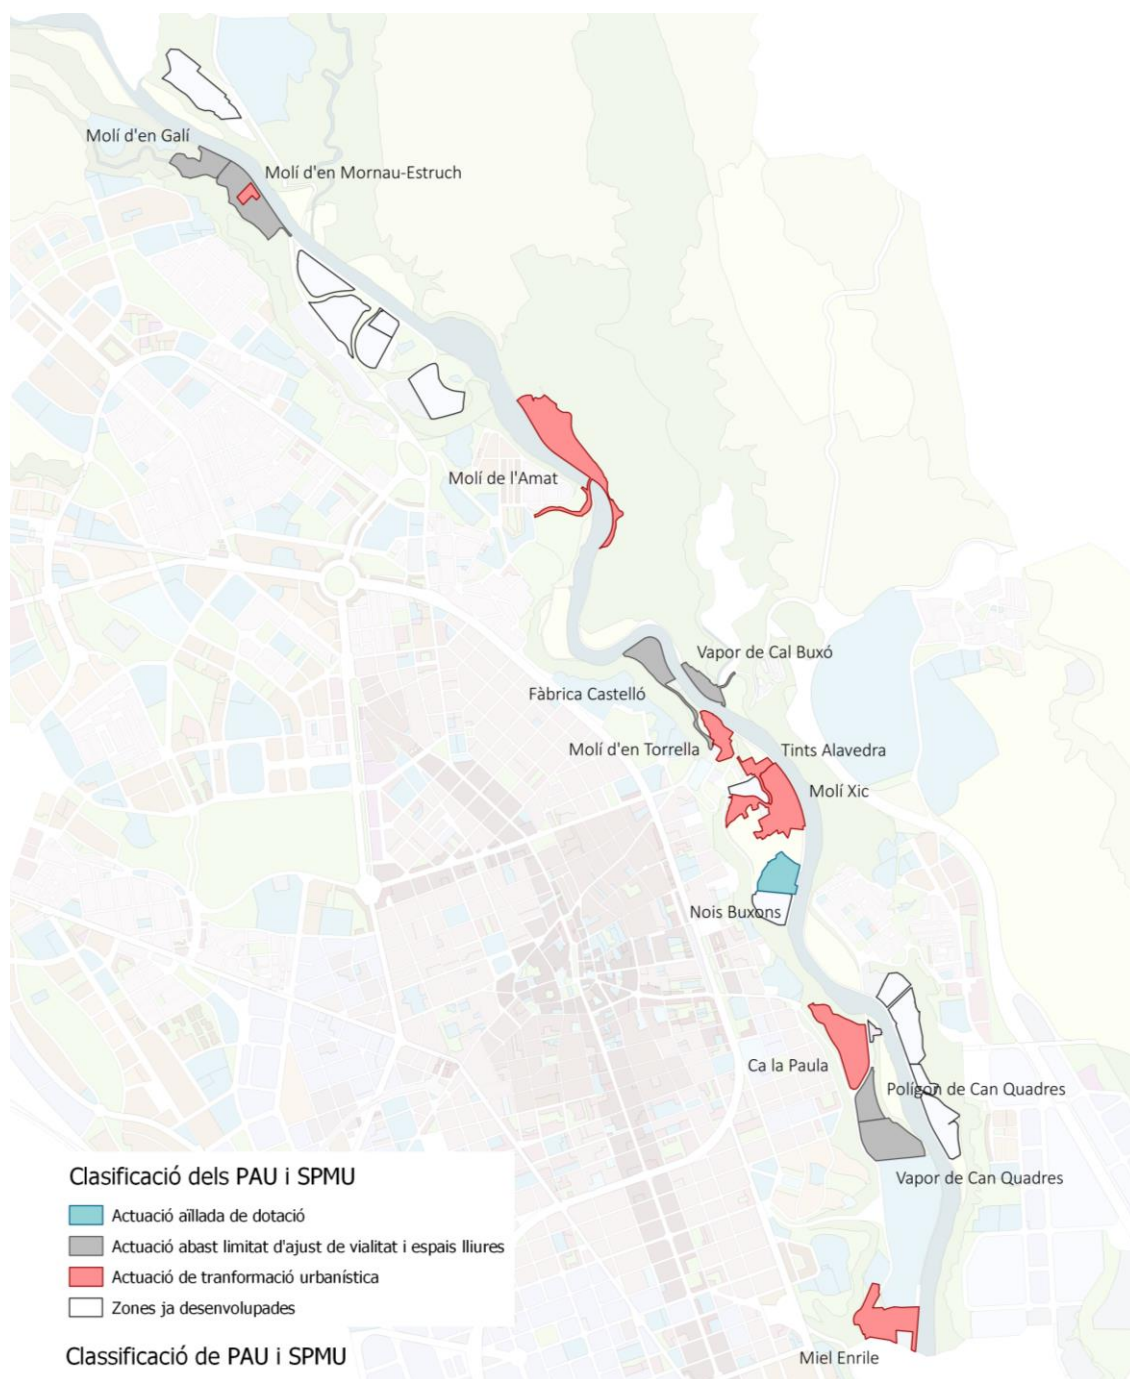 Molí d'en Galí
Molí d'en Mornau-Estruch
Molí de l'Amat
Vapor de Cal Buxó
Fàbrica Castelló
Molí d'en Torrella
Tints Alavedra
Molí Xic
Nois Buxons
Ca la Paula
Polígon de Can Quadres
Vapor de Can Quadres
Miel Enrile
Clasificació dels PAU i SPMU
Actuació aïllada de dotació
Actuació abast limitat d'ajust de vialitat i espais lliures
Actuació de tranformació urbanística
Zones ja desenvolupades
Classificació de PAU i SPMU